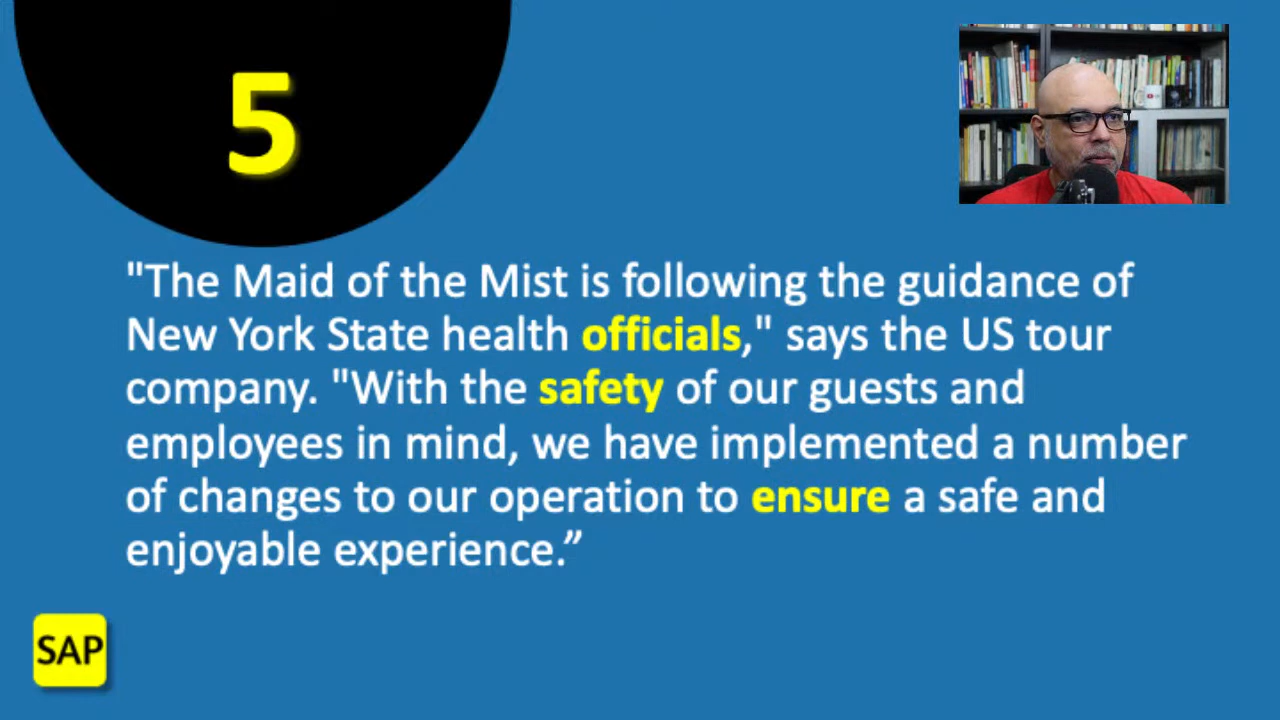 5
"The Maid of the Mist is following the guidance of
New York State health officials," says the US tour
company. "With the safety of our guests and
employees in mind, we have implemented a number
of changes to our operation to ensure a safe and
enjoyable experience.”
SAP